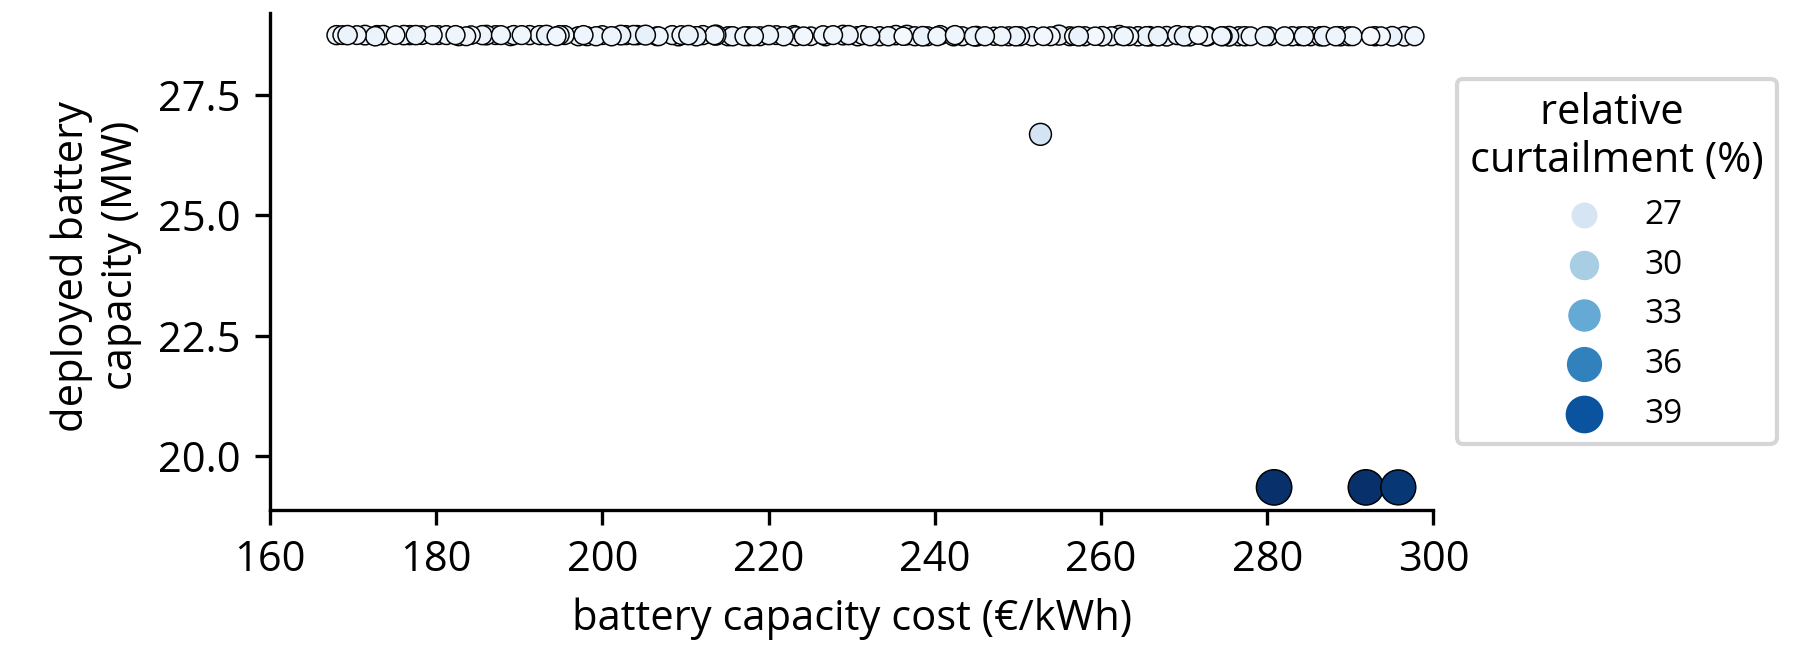 deployed battery
capacity (MW)
27.5
25.0
22.5
20.0
160 180 200 220 240 260 280 300
battery capacity cost (€/kWh)
relative
curtailment (%)
27
30
33
36
39